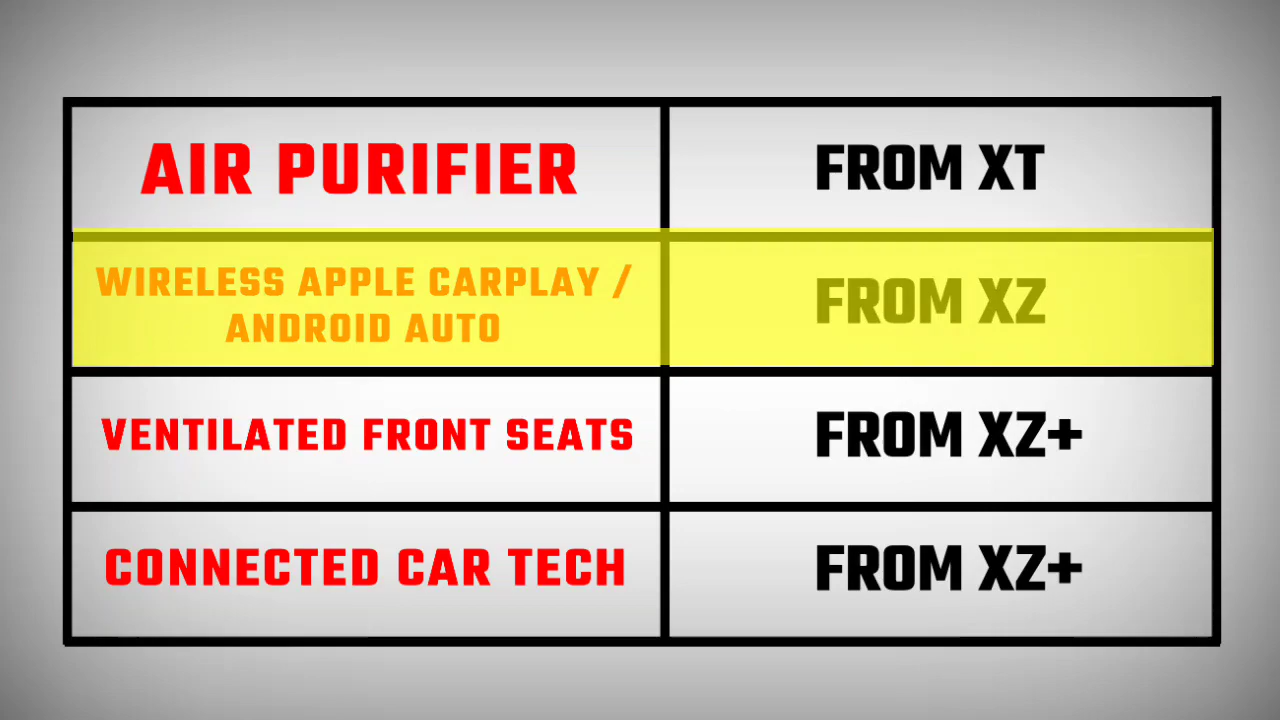 AIR PURIFIER
FROM XT
WIRELESS APPLE CARPLAY /
ANDROID AUTO
FROM XZ
VENTILATED FRONT SEATS
FROM XZ+
CONNECTED CAR TECH
FROM XZ+